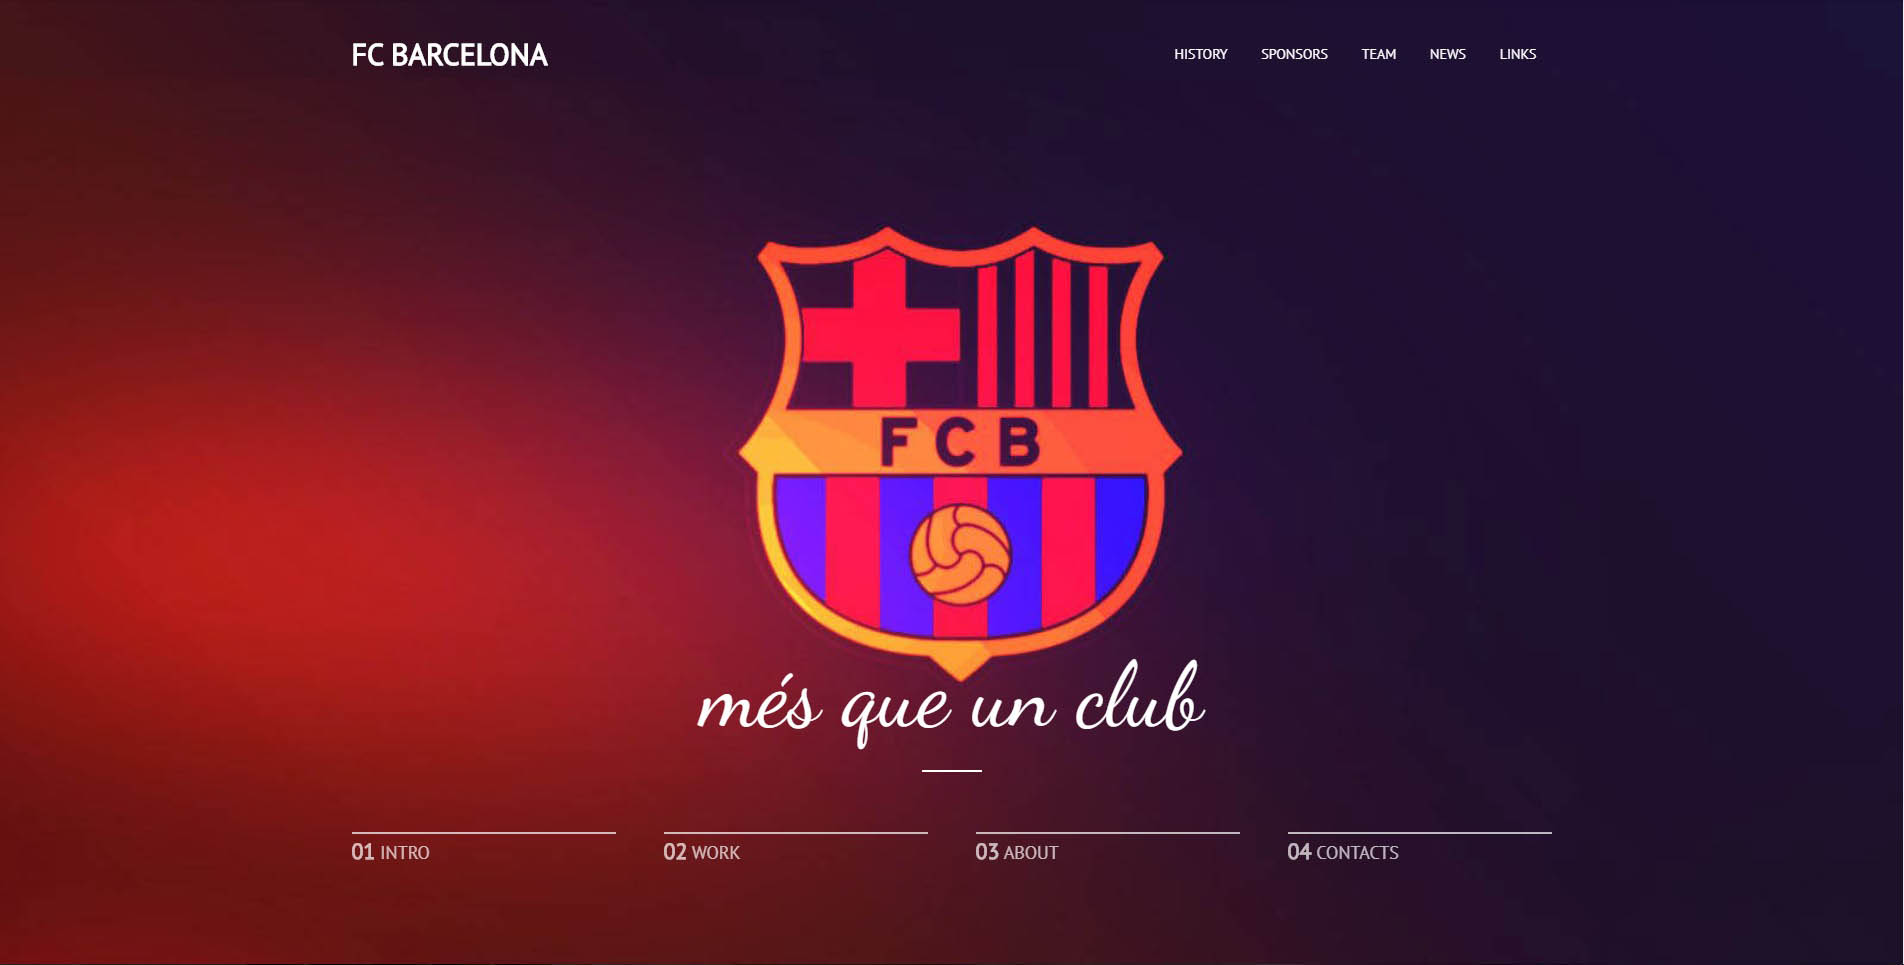 FC BARCELONA
HISTORY SPONSORS TEAM NEWS LINKS
FCB
més que un club
01 INTRO
02 WORK
03 ABOUT
04 CONTACTS